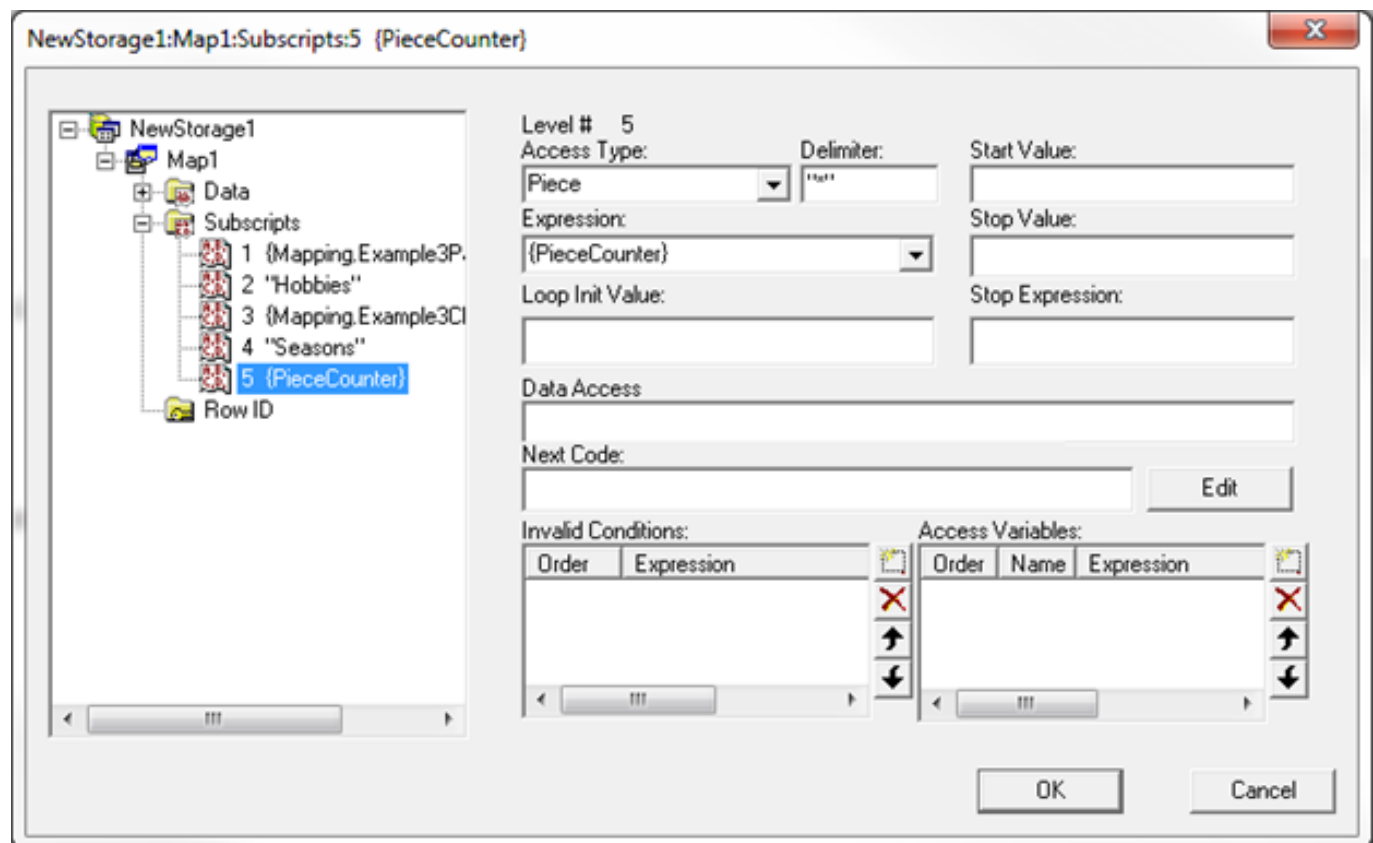 NewStorage1:Map1:Subscripts:5 {PieceCounter}
NewStorage1
Map1
Data
Subscripts
1 {Mapping.Example3P
2 "Hobbies"
3 {Mapping.Example3Cl
4 "Seasons"
5 {PieceCounter}
Row ID
Level # 5
Access Type:
Delimiter:
Start Value:
Piece
"*"
Expression:
Stop Value:
{PieceCounter}
Loop Init Value:
Stop Expression:
Data Access
Next Code:
Edit
Invalid Conditions:
Access Variables:
Order Expression
Order Name Expression
OK
Cancel